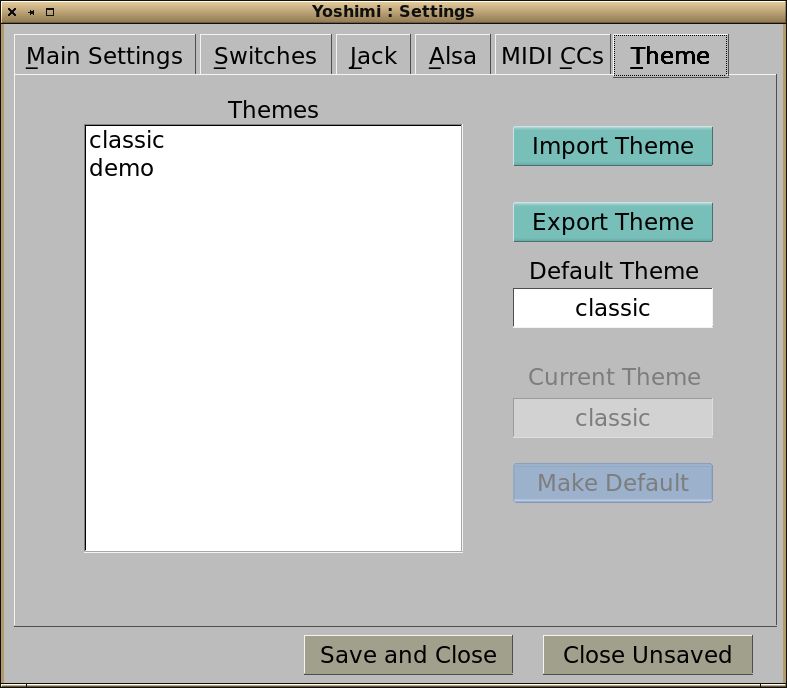 Yoshimi : Settings
Main Settings Switches Jack Alsa MIDI CCs Theme
Themes
classic
demo
Import Theme
Export Theme
Default Theme
classic
Current Theme
classic
Make Default
Save and Close Close Unsaved